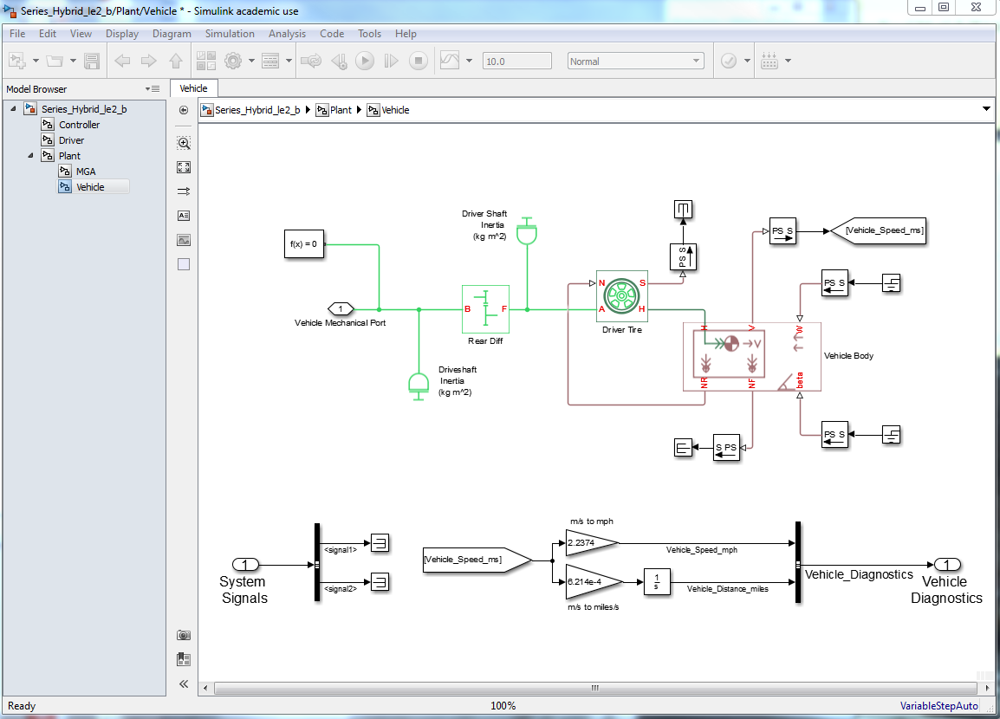 Series_Hybrid_le2_b/Plant/Vehicle * - Simulink academic use
File Edit View Display Diagram Simulation Analysis Code Tools Help
10.0 Normal
Model Browser
Vehicle
Series_Hybrid_le2_b
Controller
Driver
Plant
MGA
Vehicle
Series_Hybrid_le2_b Plant Vehicle
Driver Shaft
Inertia
(kg m^2)
f(x) = 0
PS S
[Vehicle_Speed_ms]
PS S
PS S
N S
A H
Driver Tire
1
Vehicle Mechanical Port
B F
Rear Diff
H V W
V
NR NF beta
Vehicle Body
Driveshaft
Inertia
(kg m^2)
PS S
S PS
m/s to mph
2.2374
Vehicle_Speed_mph
<signal1>
[Vehicle_Speed_ms]
1
System
Signals
<signal2>
6.214e-4
1
s
Vehicle_Distance_miles
m/s to miles/s
Vehicle_Diagnostics
1
Vehicle
Diagnostics
Ready 100% VariableStepAuto